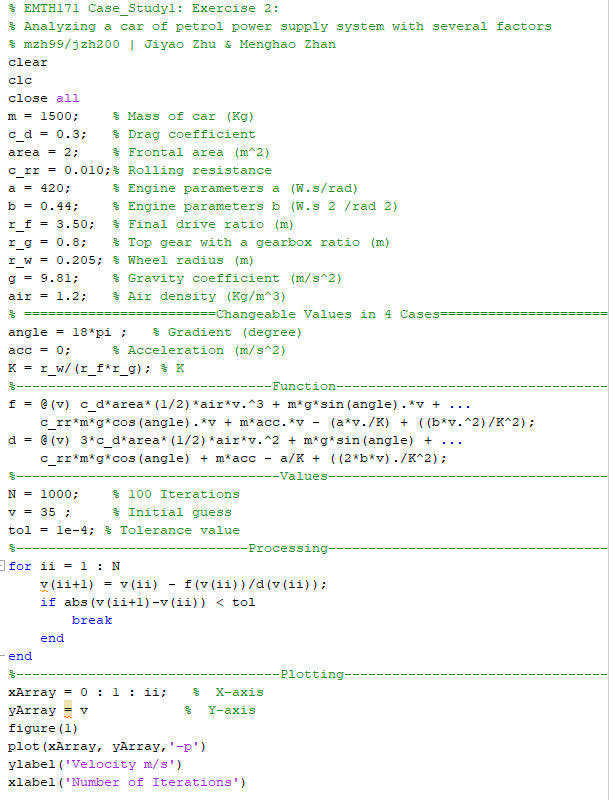 % EMTH171 Case_Study1: Exercise 2:
% Analyzing a car of petrol power supply system with several factors
% mzh99/jzh200 | Jiyao Zhu & Menghao Zhan
clear
clc
close all
m = 1500;    % Mass of car (Kg)
c_d = 0.3;   % Drag coefficient
area = 2;    % Frontal area (m^2)
c_rr = 0.010;% Rolling resistance
a = 420;     % Engine parameters a (W.s/rad)
b = 0.44;    % Engine parameters b (W.s 2 /rad 2)
r_f = 3.50;  % Final drive ratio (m)
r_g = 0.8;   % Top gear with a gearbox ratio (m)
r_w = 0.205; % Wheel radius (m)
g = 9.81;    % Gravity coefficient (m/s^2)
air = 1.2;   % Air density (Kg/m^3)
% ========================Changeable Values in 4 Cases=====================
angle = 18*pi ;   % Gradient (degree)
acc = 0;     % Acceleration (m/s^2)
K = r_w/(r_f*r_g); % K
%--------------------------------Function----------------------------------
f = @(v) c_d*area*(1/2)*air*v.^3 + m*g*sin(angle).*v + ...
    c_rr*m*g*cos(angle).*v + m*acc.*v - (a*v./K) + ((b*v.^2)/K^2);
d = @(v) 3*c_d*area*(1/2)*air*v.^2 + m*g*sin(angle) + ...
    c_rr*m*g*cos(angle) + m*acc - a/K + ((2*b*v)./K^2);
%---------------------------------Values-----------------------------------
N = 1000;    % 100 Iterations
v = 35 ;     % Initial guess
tol = 1e-4; % Tolerance value
%-----------------------------Processing-----------------------------------
for ii = 1 : N
    v(ii+1) = v(ii) - f(v(ii))/d(v(ii));
    if abs(v(ii+1)-v(ii)) < tol
        break
    end
end
%---------------------------------Plotting---------------------------------
xArray = 0 : 1 : ii;   %  X-axis
yArray = v            %  Y-axis
figure(1)
plot(xArray, yArray,'-p')
ylabel('Velocity m/s')
xlabel('Number of Iterations')